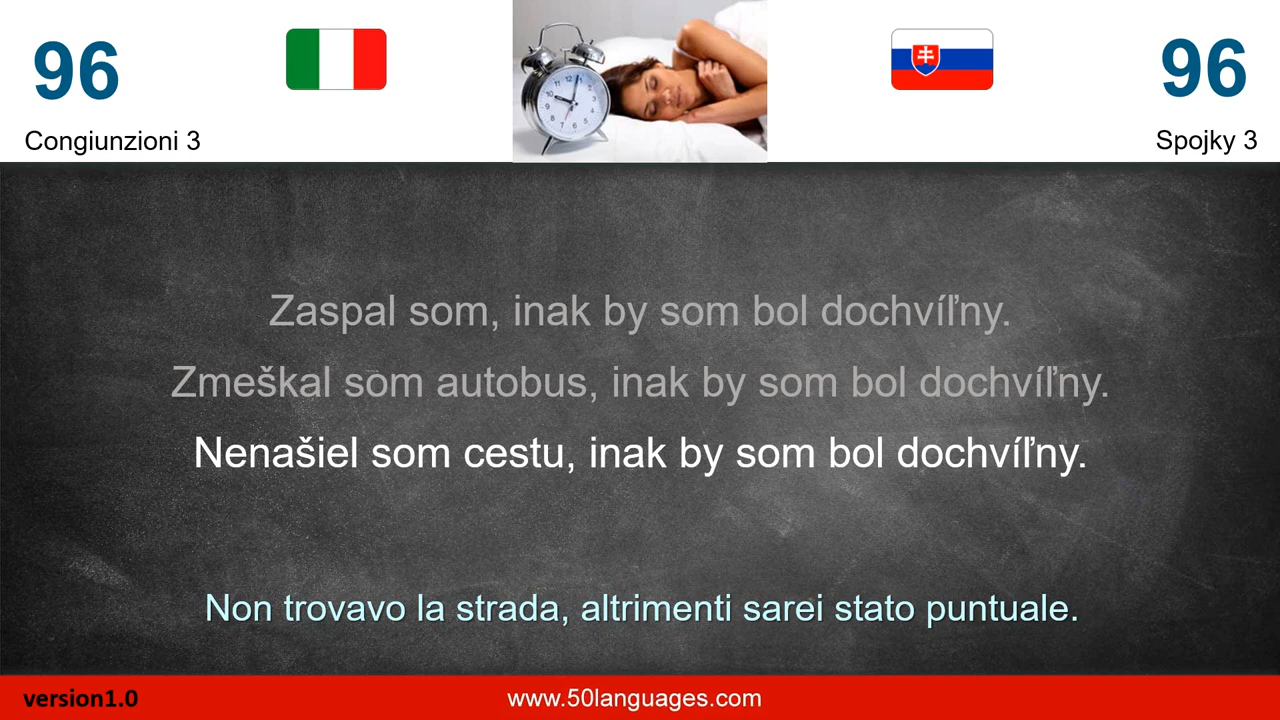 96
96
Congiunzioni 3
Spojky 3
Zaspal som, inak by som bol dochvíľny.
Zmeškal som autobus, inak by som bol dochvíľny.
Nenašiel som cestu, inak by som bol dochvíľny.
Non trovavo la strada, altrimenti sarei stato puntuale.
version1.0
www.50languages.com